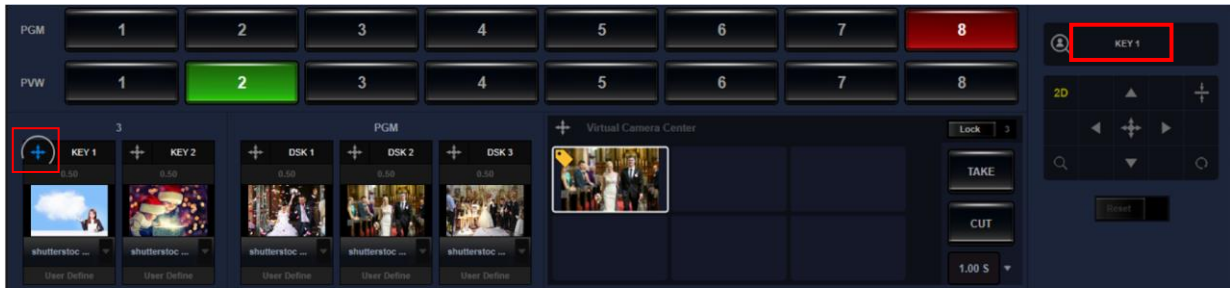 PGM 1 2 3 4 5 6 7 8
KEY 1
PVW 1 2 3 4 5 6 7 8
2D
3 PGM Virtual Camera Center Lock 3
KEY 1 KEY 2 DSK 1 DSK 2 DSK 3
0.50 0.50 0.50 0.50 0.50
TAKE
Reset
CUT
shutterstoc ... shutterstoc ... shutterstoc ... shutterstoc ... shutterstoc ...
User Define User Define User Define User Define User Define
1.00 S